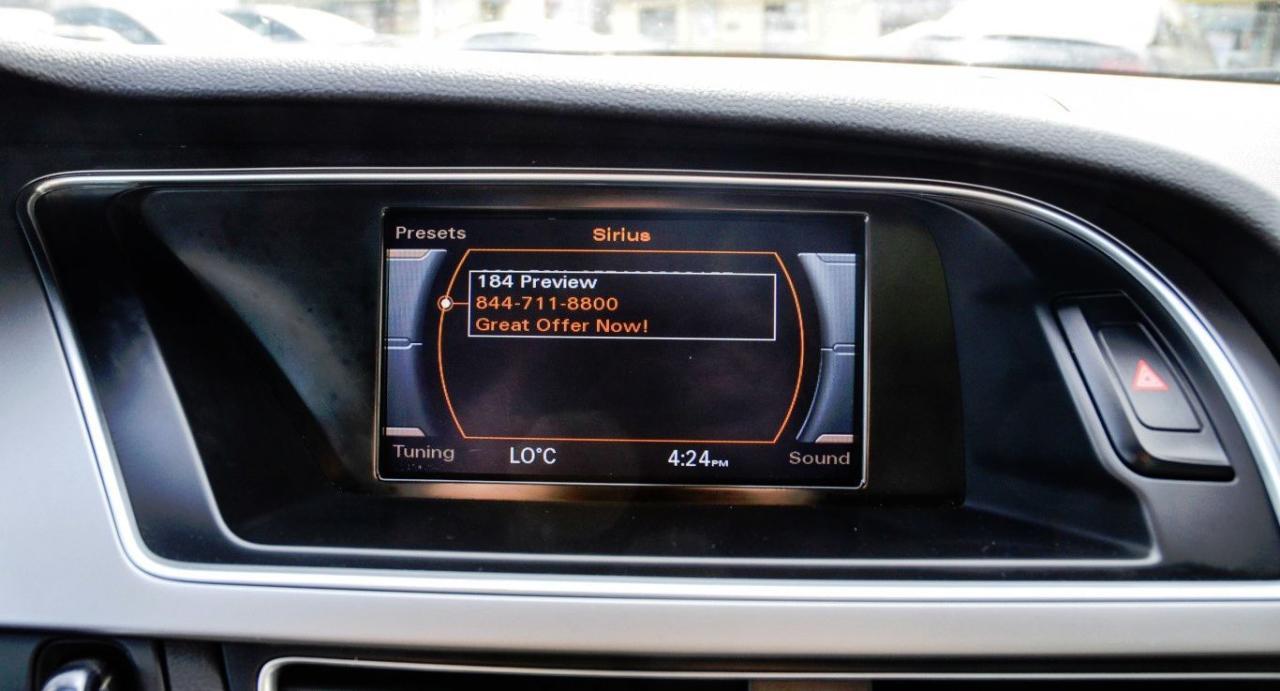 Presets
Sirius
184 Preview
844-711-8800
Great Offer Now!
Tuning
LO°C
4:24PM
Sound